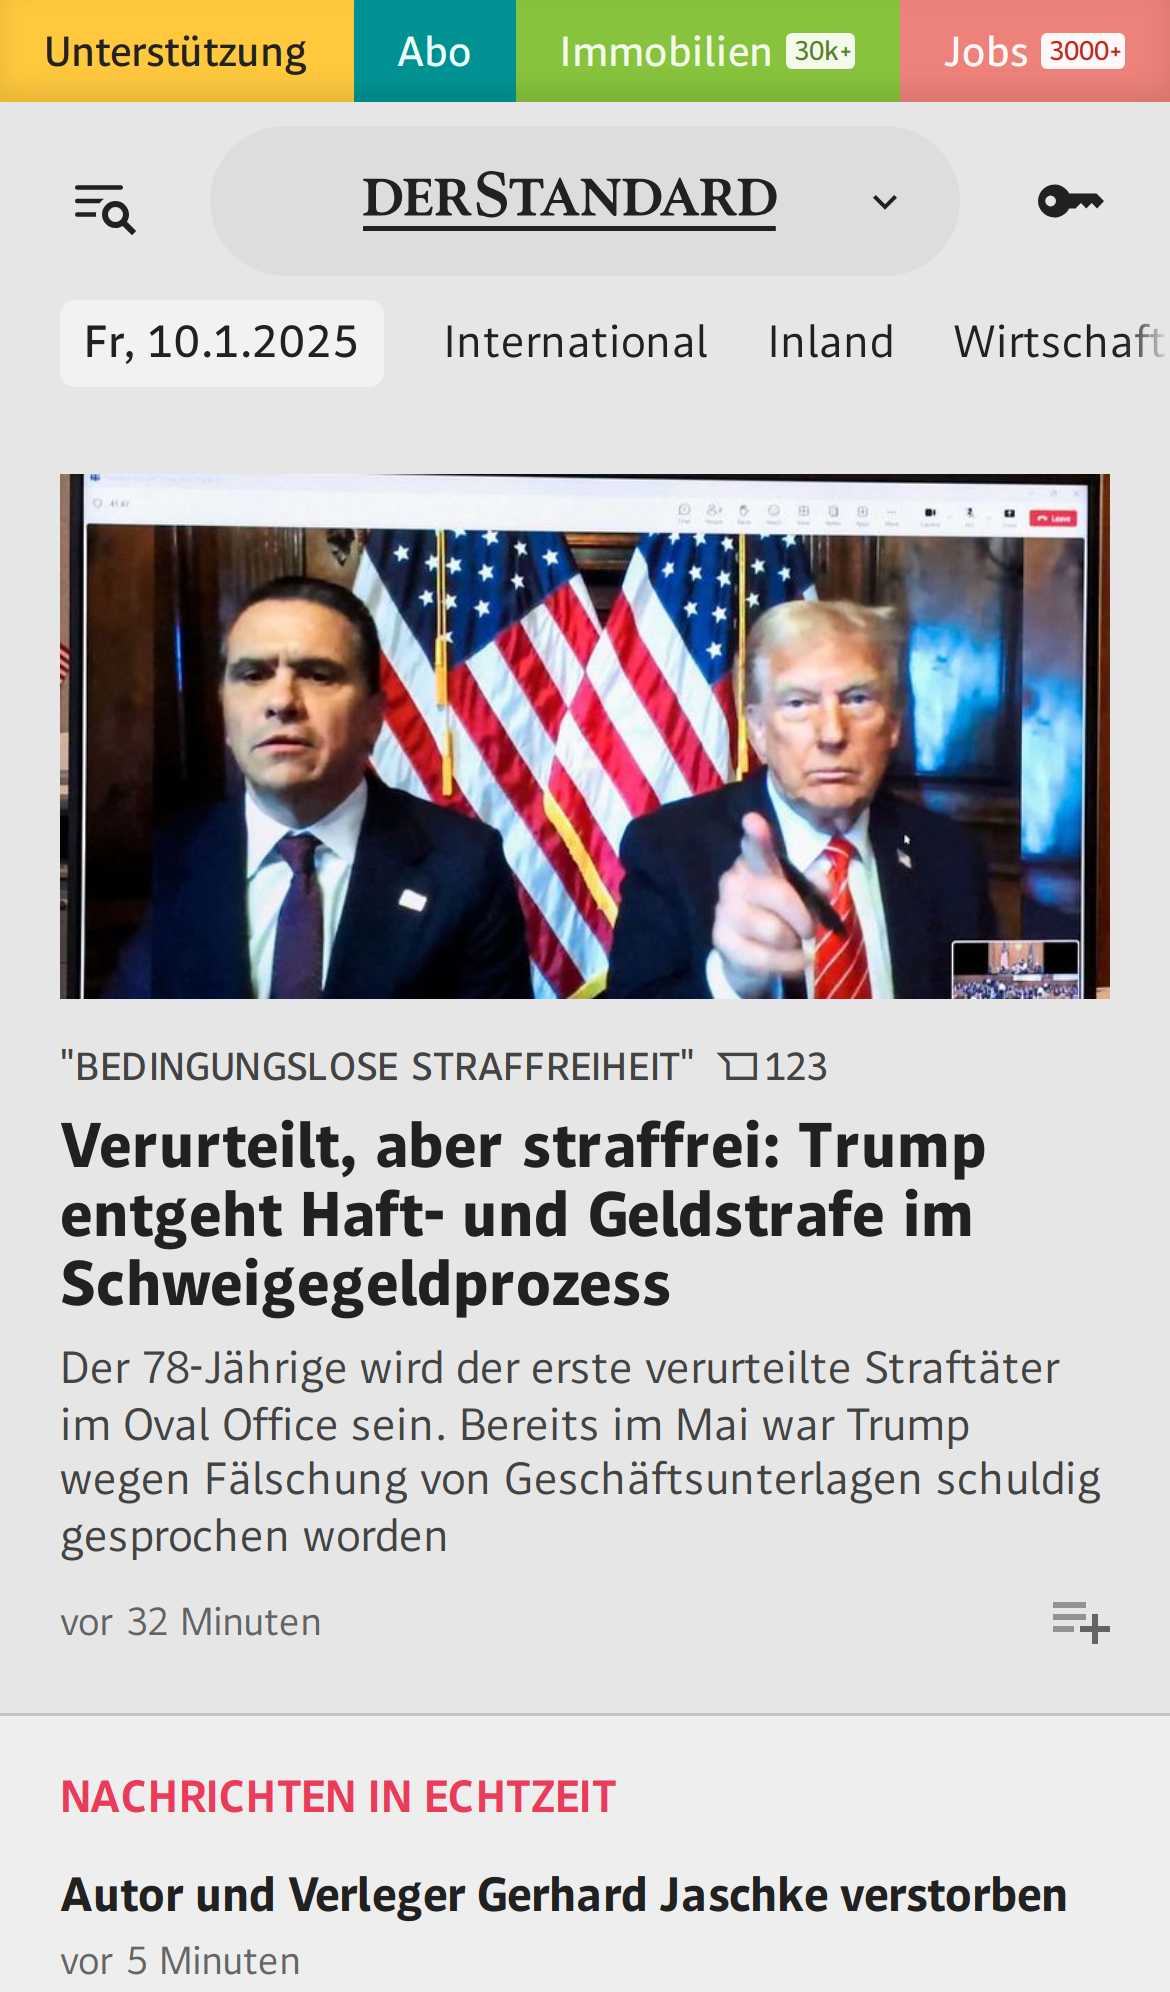 Unterstützung
Abo
Immobilien 30k+
Jobs 3000+
DERSTANDARD
Fr, 10.1.2025
International
Inland
Wirtschaft
Leave
"BEDINGUNGSLOSE STRAFFREIHEIT" 123
Verurteilt, aber straffrei: Trump
entgeht Haft- und Geldstrafe im
Schweigegeldprozess
Der 78-Jährige wird der erste verurteilte Straftäter
im Oval Office sein. Bereits im Mai war Trump
wegen Fälschung von Geschäftsunterlagen schuldig
gesprochen worden
vor 32 Minuten
NACHRICHTEN IN ECHTZEIT
Autor und Verleger Gerhard Jaschke verstorben
vor 5 Minuten